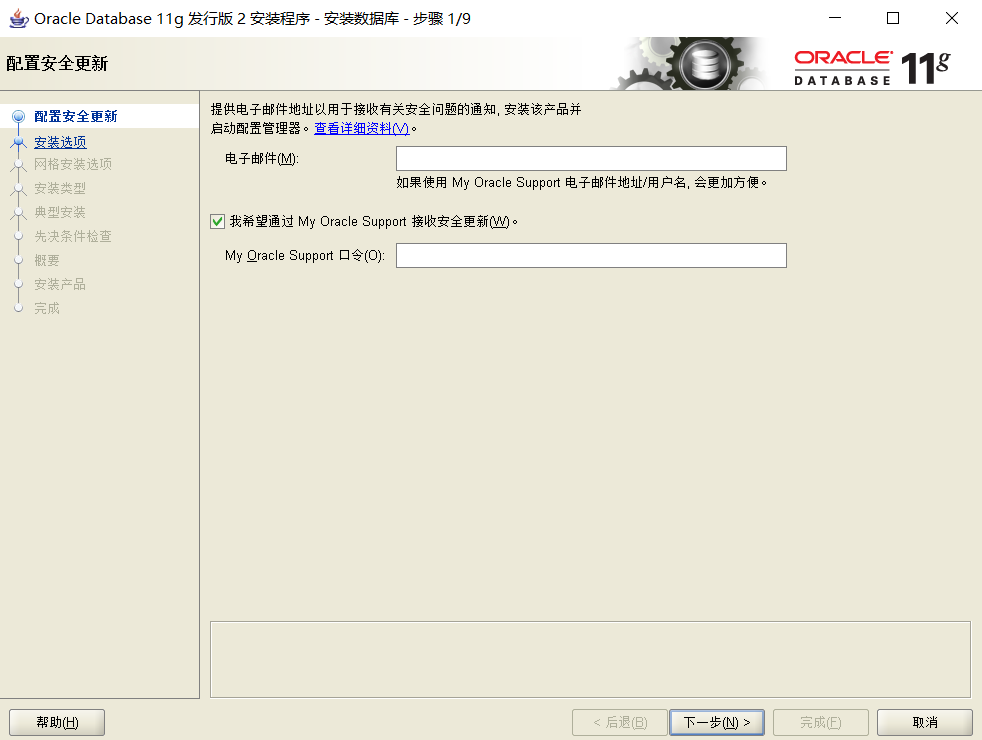 Oracle Database 11g 发行版 2 安装程序 - 安装数据库 - 步骤 1/9
配置安全更新
ORACLE
DATABASE 11g
配置安全更新
安装选项
网格安装选项
安装类型
典型安装
先决条件检查
概要
安装产品
完成
提供电子邮件地址以用于接收有关安全问题的通知, 安装该产品并
启动配置管理器。查看详细资料(V)。
电子邮件(M):
如果使用 My Oracle Support 电子邮件地址/用户名, 会更加方便。
我希望通过 My Oracle Support 接收安全更新(W)。
My Oracle Support 口令(O):
帮助(H)
< 后退(B)
下一步(N) >
完成(F)
取消